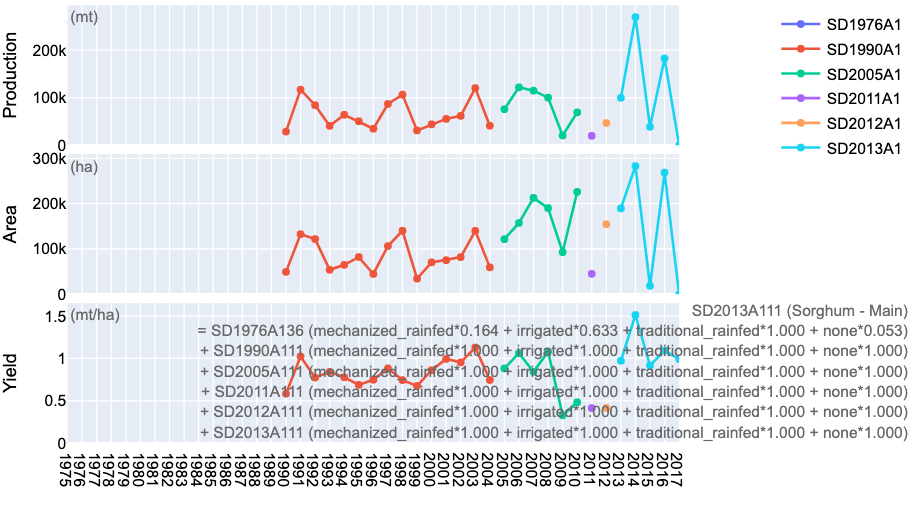 (mt)
Production
200k
100k
0
SD1976A1
SD1990A1
SD2005A1
SD2011A1
SD2012A1
SD2013A1
(ha)
Area
300k
200k
100k
0
(mt/ha)
Yield
1.5
1
0.5
0
SD2013A111 (Sorghum - Main)
= SD1976A136 (mechanized_rainfed*0.164 + irrigated*0.633 + traditional_rainfed*1.000 + none*0.053)
+ SD1990A111 (mechanized_rainfed*1.000 + irrigated*1.000 + traditional_rainfed*1.000 + none*1.000)
+ SD2005A111 (mechanized_rainfed*1.000 + irrigated*1.000 + traditional_rainfed*1.000 + none*1.000)
+ SD2011A111 (mechanized_rainfed*1.000 + irrigated*1.000 + traditional_rainfed*1.000 + none*1.000)
+ SD2012A111 (mechanized_rainfed*1.000 + irrigated*1.000 + traditional_rainfed*1.000 + none*1.000)
+ SD2013A111 (mechanized_rainfed*1.000 + irrigated*1.000 + traditional_rainfed*1.000 + none*1.000)
1975
1976
1977
1978
1979
1980
1981
1982
1983
1984
1985
1986
1987
1988
1989
1990
1991
1992
1993
1994
1995
1996
1997
1998
1999
2000
2001
2002
2003
2004
2005
2006
2007
2008
2009
2010
2011
2012
2013
2014
2015
2016
2017